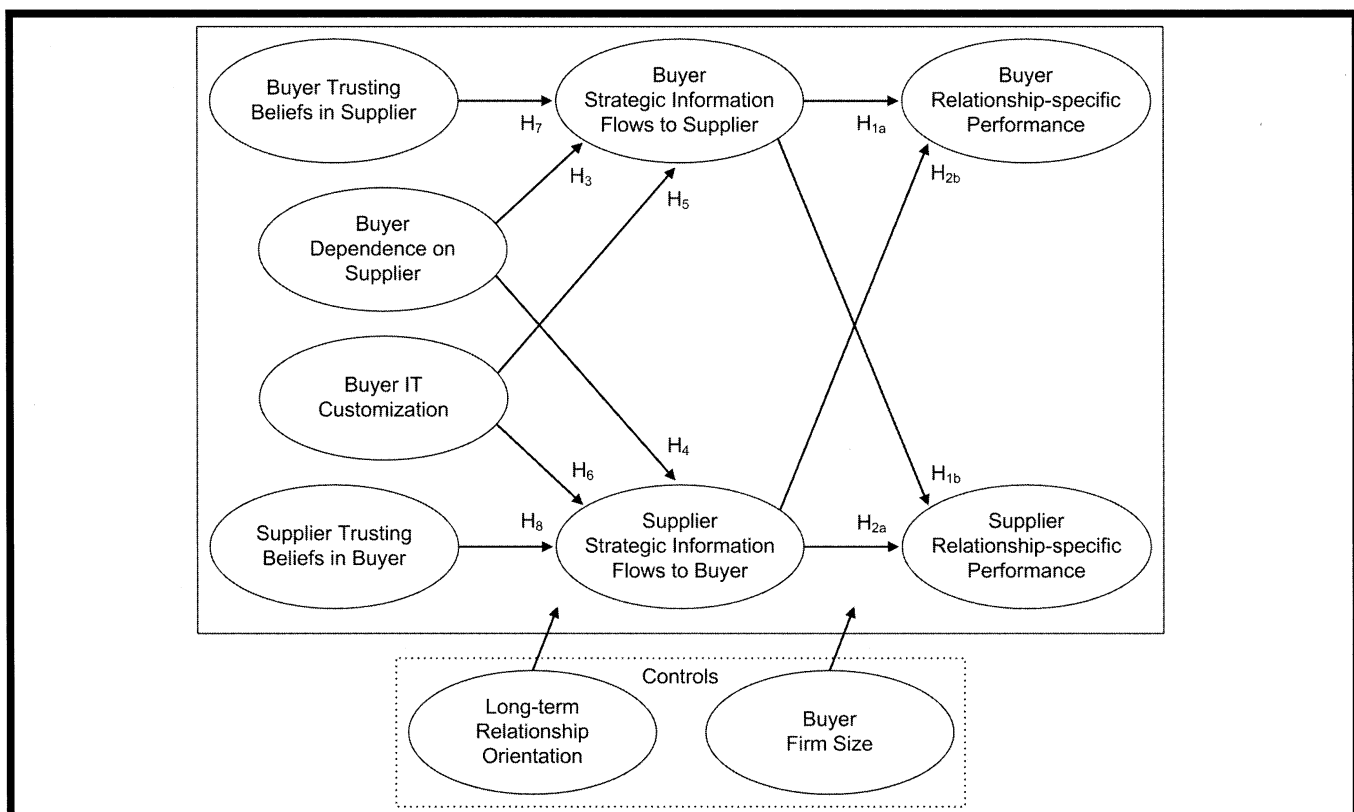 Buyer Trusting
Beliefs in Supplier
H7
Buyer
Strategic Information
Flows to Supplier
H1a
Buyer
Relationship-specific
Performance
H3
H5
H2b
Buyer
Dependence on
Supplier
Buyer IT
Customization
H4
H6
H1b
Supplier Trusting
Beliefs in Buyer
H8
Supplier
Strategic Information
Flows to Buyer
H2a
Supplier
Relationship-specific
Performance
Controls
Long-term
Relationship
Orientation
Buyer
Firm Size